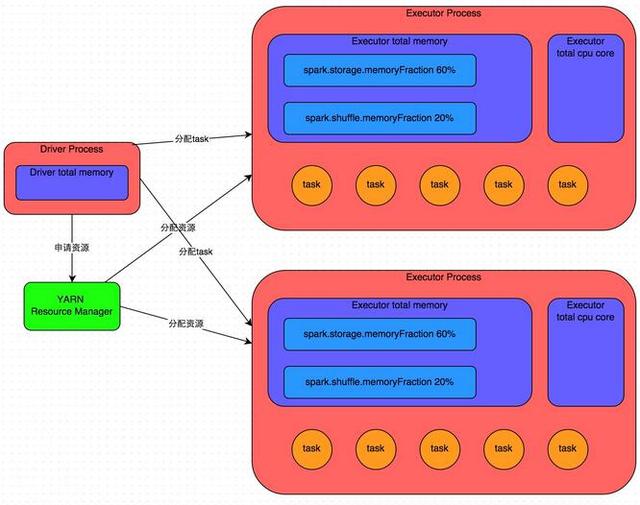 Executor Process
Executor total memory
spark.storage.memoryFraction 60%
spark.shuffle.memoryFraction 20%
Executor
total cpu core
task
task
task
task
task
Driver Process
Driver total memory
分配task
申请资源
分配资源
分配task
YARN
Resource Manager
分配资源
Executor Process
Executor total memory
spark.storage.memoryFraction 60%
spark.shuffle.memoryFraction 20%
Executor
total cpu core
task
task
task
task
task